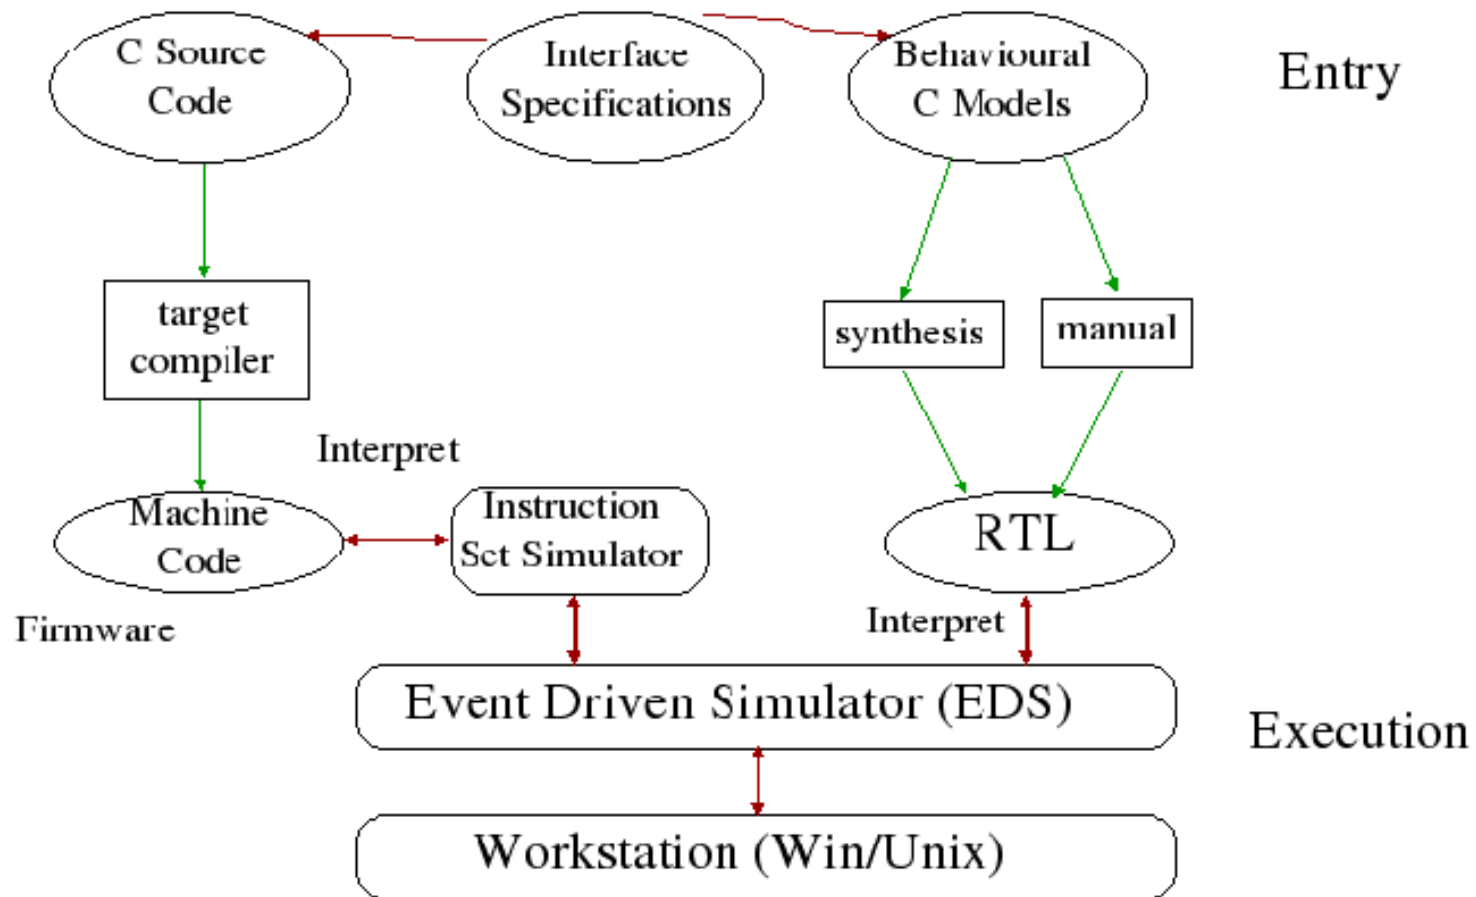 C Source
Code
Interface
Specifications
Behavioural
C Models
Entry
target
compiler
synthesis
manual
Interpret
Machine
Code
Instruction
Set Simulator
RTL
Firmware
Interpret
Event Driven Simulator (EDS)
Execution
Workstation (Win/Unix)